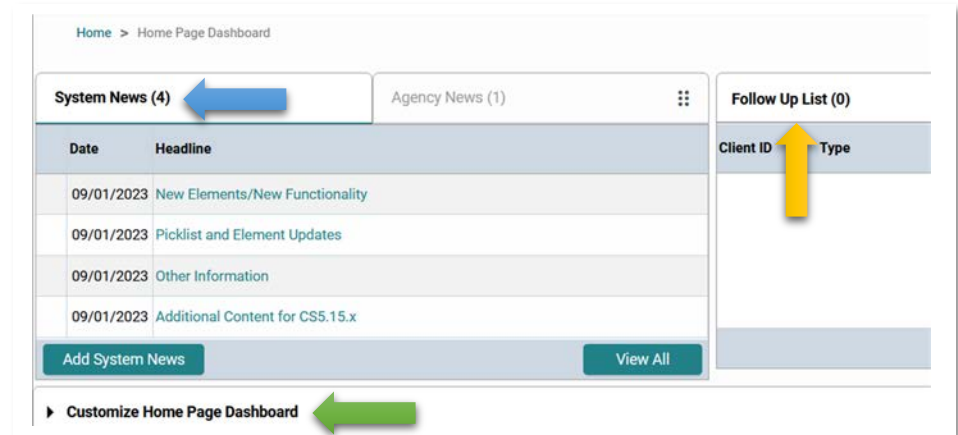 Home > Home Page Dashboard
System News (4)
Agency News (1)
Follow Up List (0)
Date Headline
Client ID Type
09/01/2023 New Elements/New Functionality
09/01/2023 Picklist and Element Updates
09/01/2023 Other Information
09/01/2023 Additional Content for CS5.15.x
Add System News
View All
Customize Home Page Dashboard